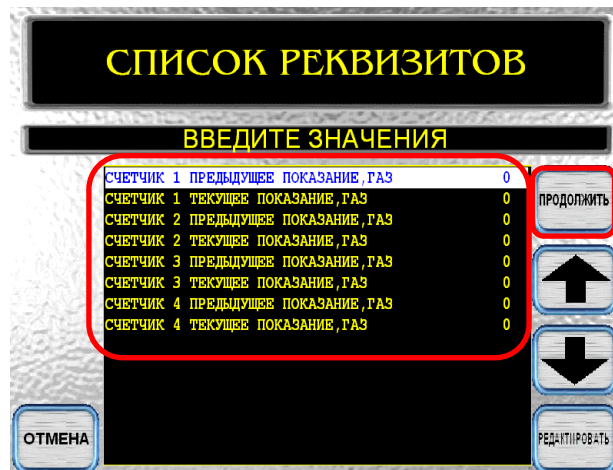 СПИСОК РЕКВИЗИТОВ
ВВЕДИТЕ ЗНАЧЕНИЯ
СЧЕТЧИК 1 ПРЕДЫДУЩЕЕ ПОКАЗАНИЕ,ГАЗ 0
СЧЕТЧИК 1 ТЕКУЩЕЕ ПОКАЗАНИЕ,ГАЗ 0
СЧЕТЧИК 2 ПРЕДЫДУЩЕЕ ПОКАЗАНИЕ,ГАЗ 0
СЧЕТЧИК 2 ТЕКУЩЕЕ ПОКАЗАНИЕ,ГАЗ 0
СЧЕТЧИК 3 ПРЕДЫДУЩЕЕ ПОКАЗАНИЕ,ГАЗ 0
СЧЕТЧИК 3 ТЕКУЩЕЕ ПОКАЗАНИЕ,ГАЗ 0
СЧЕТЧИК 4 ПРЕДЫДУЩЕЕ ПОКАЗАНИЕ,ГАЗ 0
СЧЕТЧИК 4 ТЕКУЩЕЕ ПОКАЗАНИЕ,ГАЗ 0
ПРОДОЛЖИТЬ
ОТМЕНА
РЕДАКТИРОВАТЬ